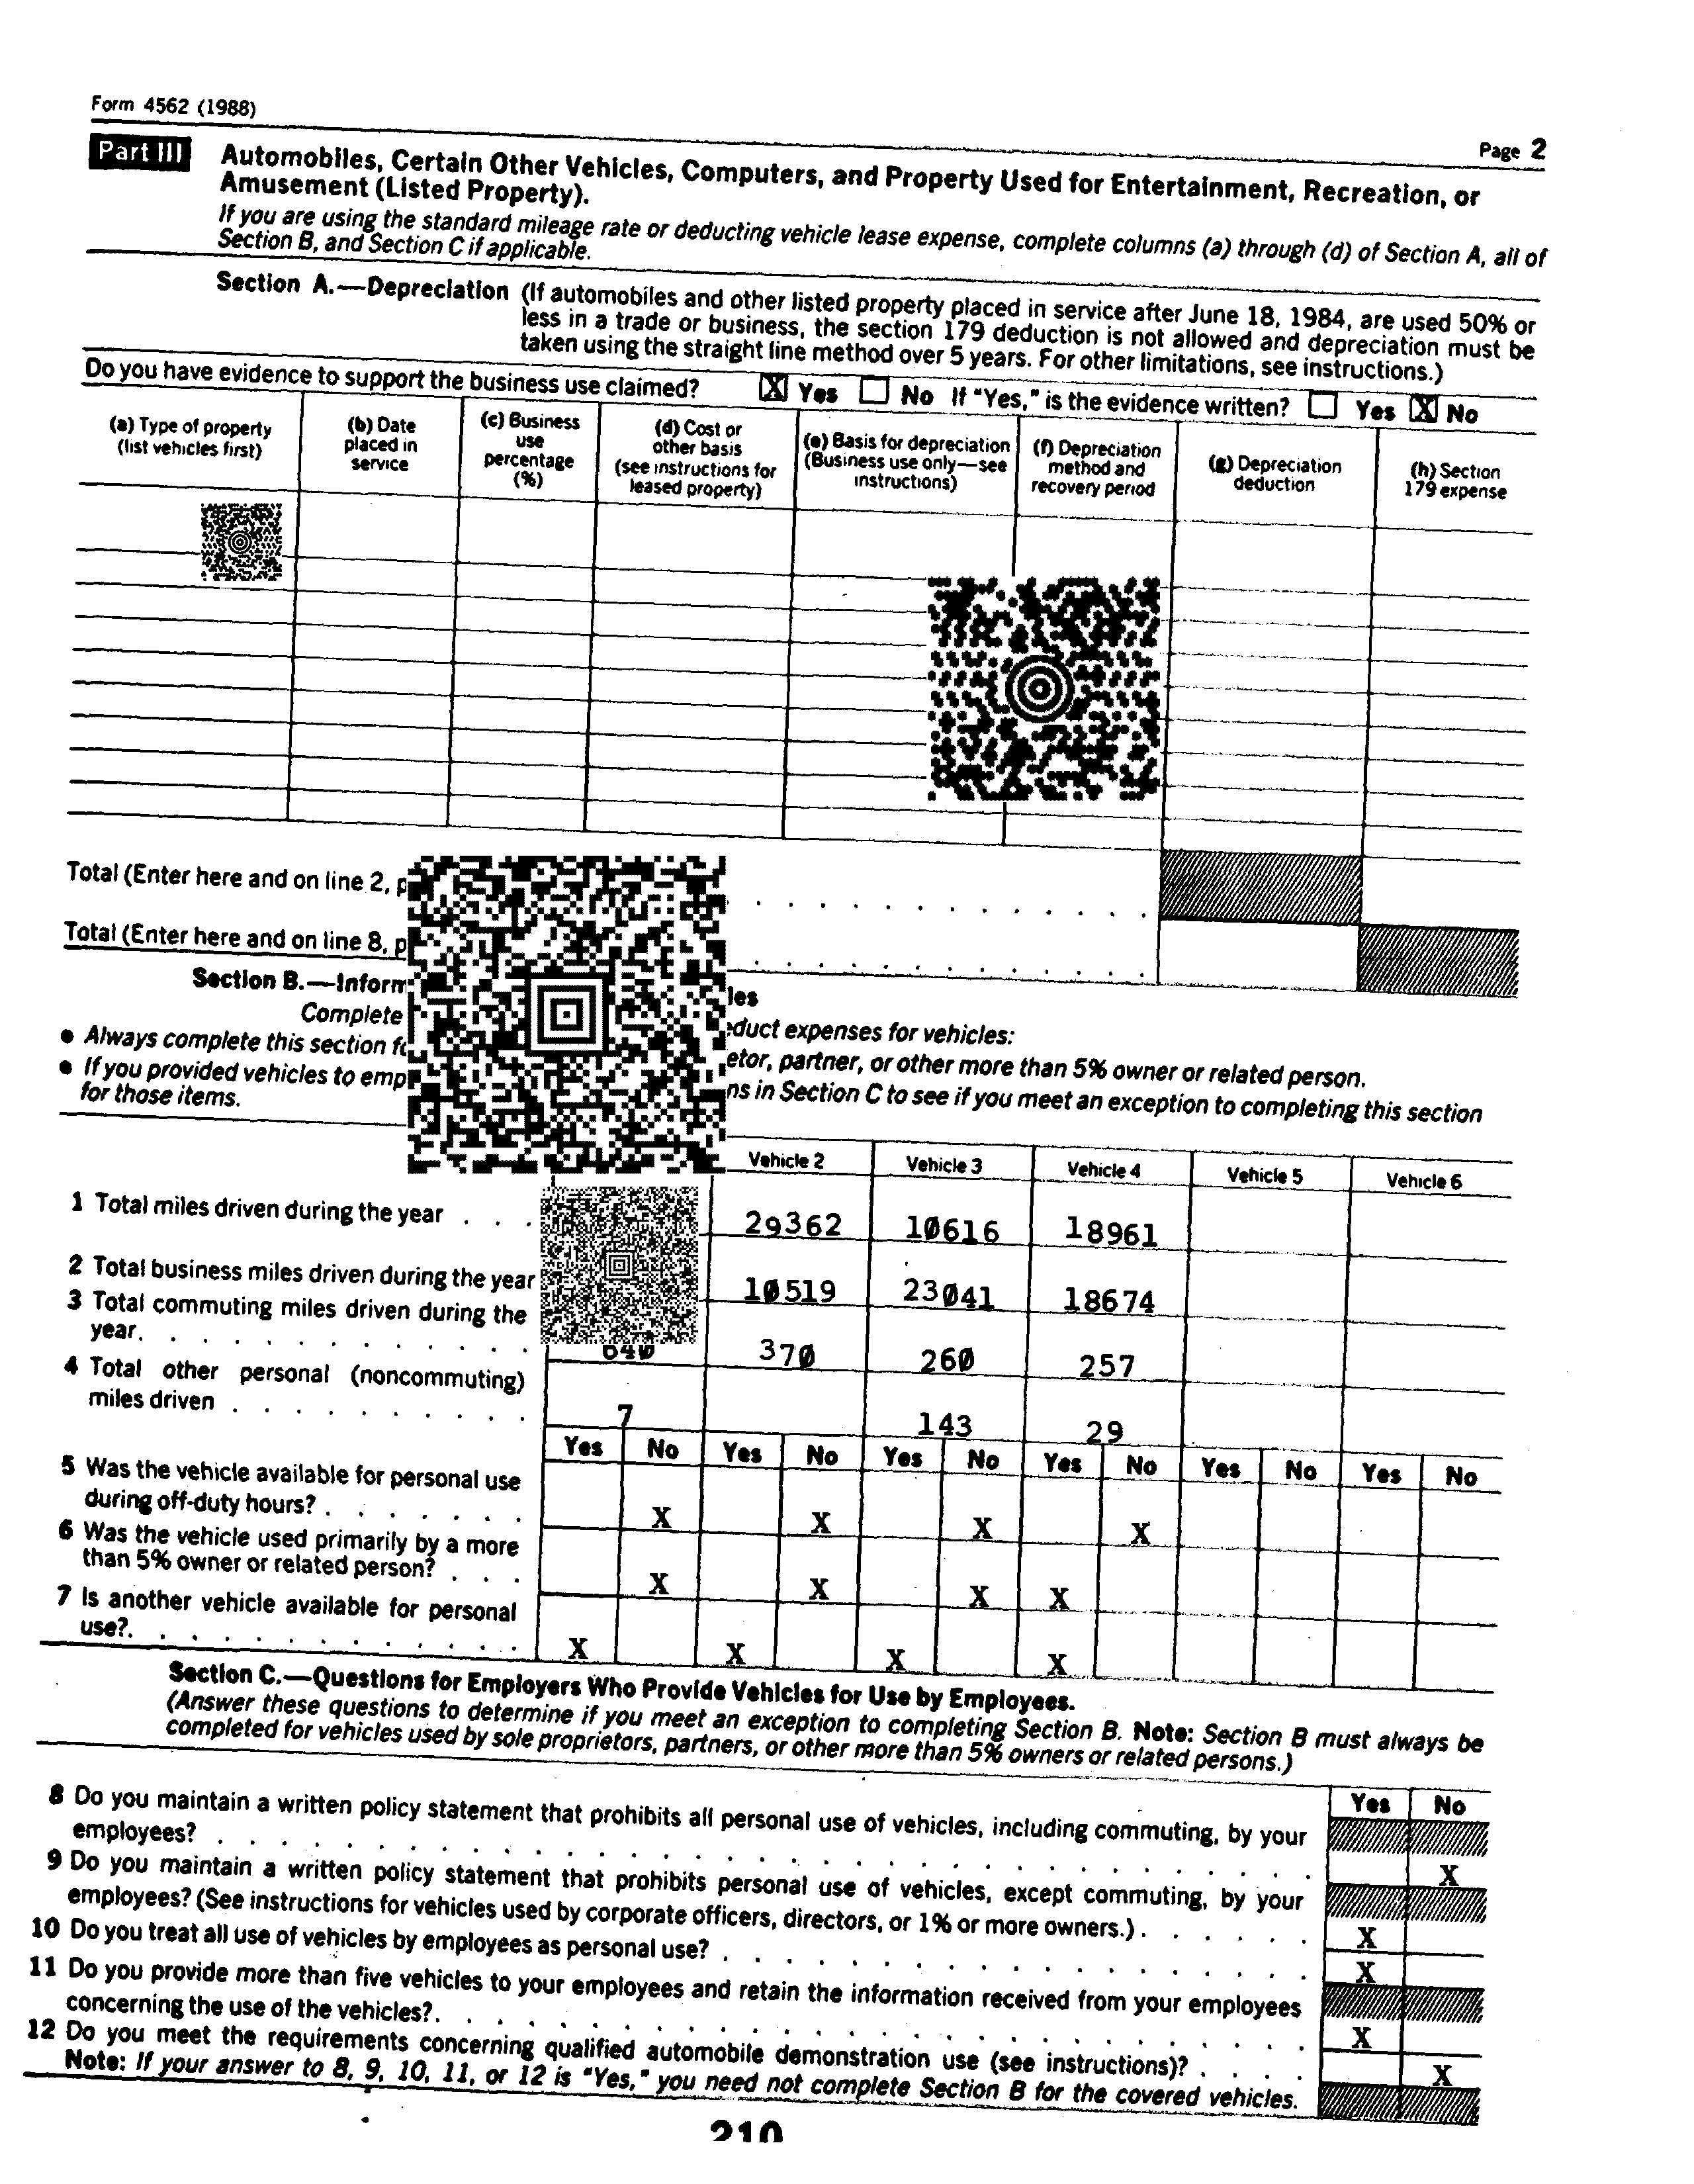 Form 4562 (1988)
Page 2
Part III Automobiles, Certain Other Vehicles, Computers, and Property Used for Entertainment, Recreation, or
Amusement (Listed Property).
If you are using the standard mileage rate or deducting vehicle lease expense, complete columns (a) through (d) of Section A, all of
Section B, and Section C if applicable.
Section A.—Depreciation (If automobiles and other listed property placed in service after June 18, 1984, are used 50% or
less in a trade or business, the section 179 deduction is not allowed and depreciation must be
taken using the straight line method over 5 years. For other limitations, see instructions.)
Do you have evidence to support the business use claimed? X Yes No If "Yes," is the evidence written? Yes X No
(a) Type of property
(list vehicles first)
(b) Date
placed in
service
(c) Business
use
percentage
(%)
(d) Cost or
other basis
(see instructions for
leased property)
(e) Basis for depreciation
(Business use only—see
instructions)
(f) Depreciation
method and
recovery period
(g) Depreciation
deduction
(h) Section
179 expense
Total (Enter here and on line 2,
Total (Enter here and on line 8,
Section B.—
Complete
duct expenses for vehicles:
● Always complete this section
partner, or other more than 5% owner or related person.
● If you provided vehicles to
in Section C to see if you meet an exception to completing this section
for those items.
Vehicle 2 Vehicle 3 Vehicle 4 Vehicle 5 Vehicle 6
1 Total miles driven during the year . . . 29362 10616 18961
2 Total business miles driven during the year 10519 23041 18674
3 Total commuting miles driven during the
year. . . . . . . . . . . . . 640 370 260 257
4 Total other personal (noncommuting)
miles driven . . . . . . . . . . 7 143 29
Yes No Yes No Yes No Yes No Yes No Yes No
5 Was the vehicle available for personal use
during off-duty hours? . . . . . . . X X X X
6 Was the vehicle used primarily by a more
than 5% owner or related person? . . . X X X X
7 Is another vehicle available for personal
use?. . . . . . . . . . . . . X X X X
Section C.—Questions for Employers Who Provide Vehicles for Use by Employees.
(Answer these questions to determine if you meet an exception to completing Section B. Note: Section B must always be
completed for vehicles used by sole proprietors, partners, or other more than 5% owners or related persons.)
Yes No
8 Do you maintain a written policy statement that prohibits all personal use of vehicles, including commuting, by your
employees? . . . . . . . . . . . . . . . . . . . . . . . . . . X
9 Do you maintain a written policy statement that prohibits personal use of vehicles, except commuting, by your
employees? (See instructions for vehicles used by corporate officers, directors, or 1% or more owners.) . . . . . . X
10 Do you treat all use of vehicles by employees as personal use? . . . . . . . . . . . . . . . . . . . X
11 Do you provide more than five vehicles to your employees and retain the information received from your employees
concerning the use of the vehicles?. . . . . . . . . . . . . . . . . . . . . . . . . X
12 Do you meet the requirements concerning qualified automobile demonstration use (see instructions)? . . . . X
Note: If your answer to 8, 9, 10, 11, or 12 is "Yes," you need not complete Section B for the covered vehicles.
210